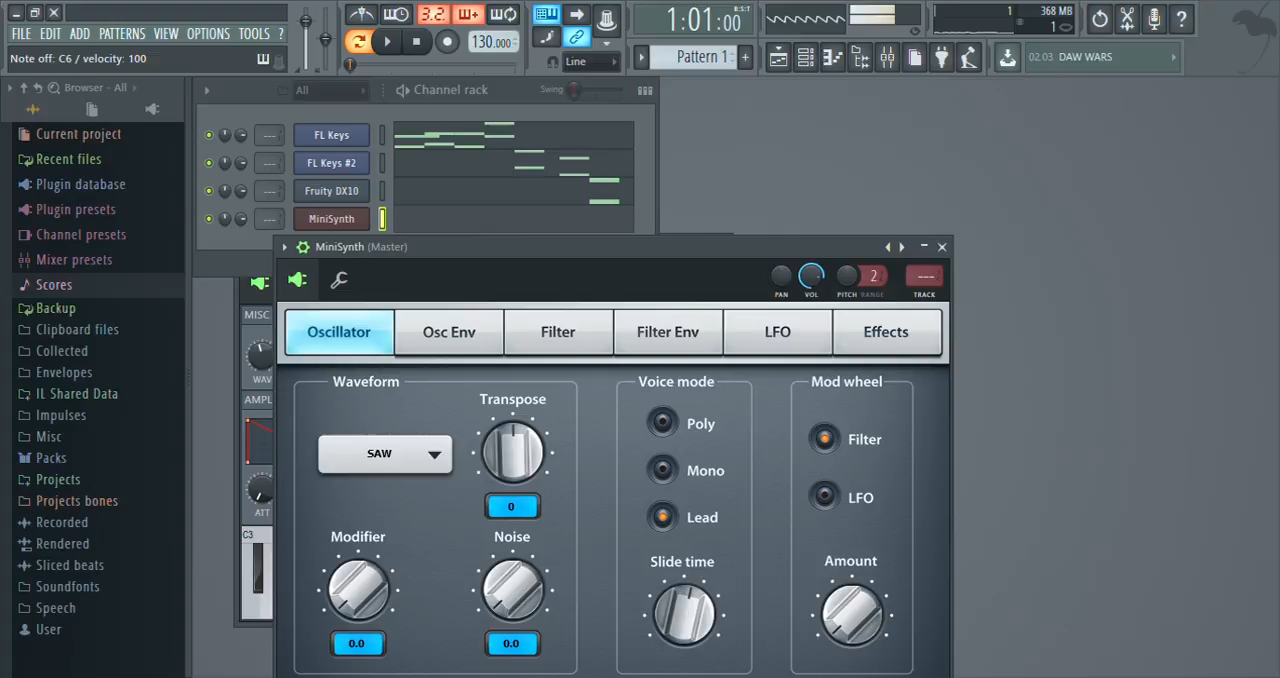 FILE EDIT ADD PATTERNS VIEW OPTIONS TOOLS ?
Note off: C6 / velocity: 100
3.2.
130.000
1:01:00
B:S:T
1
368 MB
1
Line
Pattern 1
02.03 DAW WARS
Browser - All
Current project
Recent files
Plugin database
Plugin presets
Channel presets
Mixer presets
Scores
Backup
Clipboard files
Collected
Envelopes
IL Shared Data
Impulses
Misc
Packs
Projects
Projects bones
Recorded
Rendered
Sliced beats
Soundfonts
Speech
User
All
Channel rack
Swing
FL Keys
FL Keys #2
Fruity DX10
MiniSynth
MISC
WAV
AMPL
ATT
C3
MiniSynth (Master)
2
PAN VOL PITCH RANGE TRACK
Oscillator Osc Env Filter Filter Env LFO Effects
Waveform
SAW
Transpose
0
Modifier
0.0
Noise
0.0
Voice mode
Poly
Mono
Lead
Slide time
Mod wheel
Filter
LFO
Amount